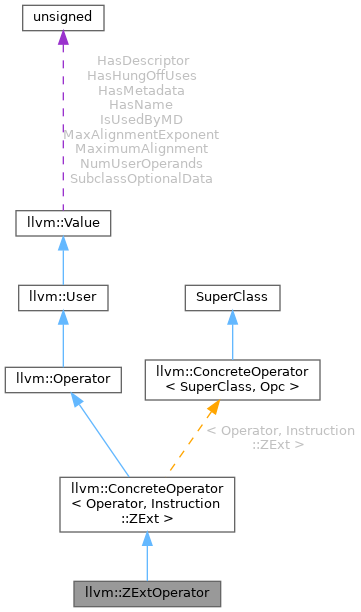 unsigned
HasDescriptor
HasHungOffUses
HasMetadata
HasName
IsUsedByMD
MaxAlignmentExponent
MaximumAlignment
NumUserOperands
SubclassOptionalData
llvm::Value
llvm::User
SuperClass
llvm::Operator
llvm::ConcreteOperator
< SuperClass, Opc >
< Operator, Instruction
::ZExt >
llvm::ConcreteOperator
< Operator, Instruction
::ZExt >
llvm::ZExtOperator